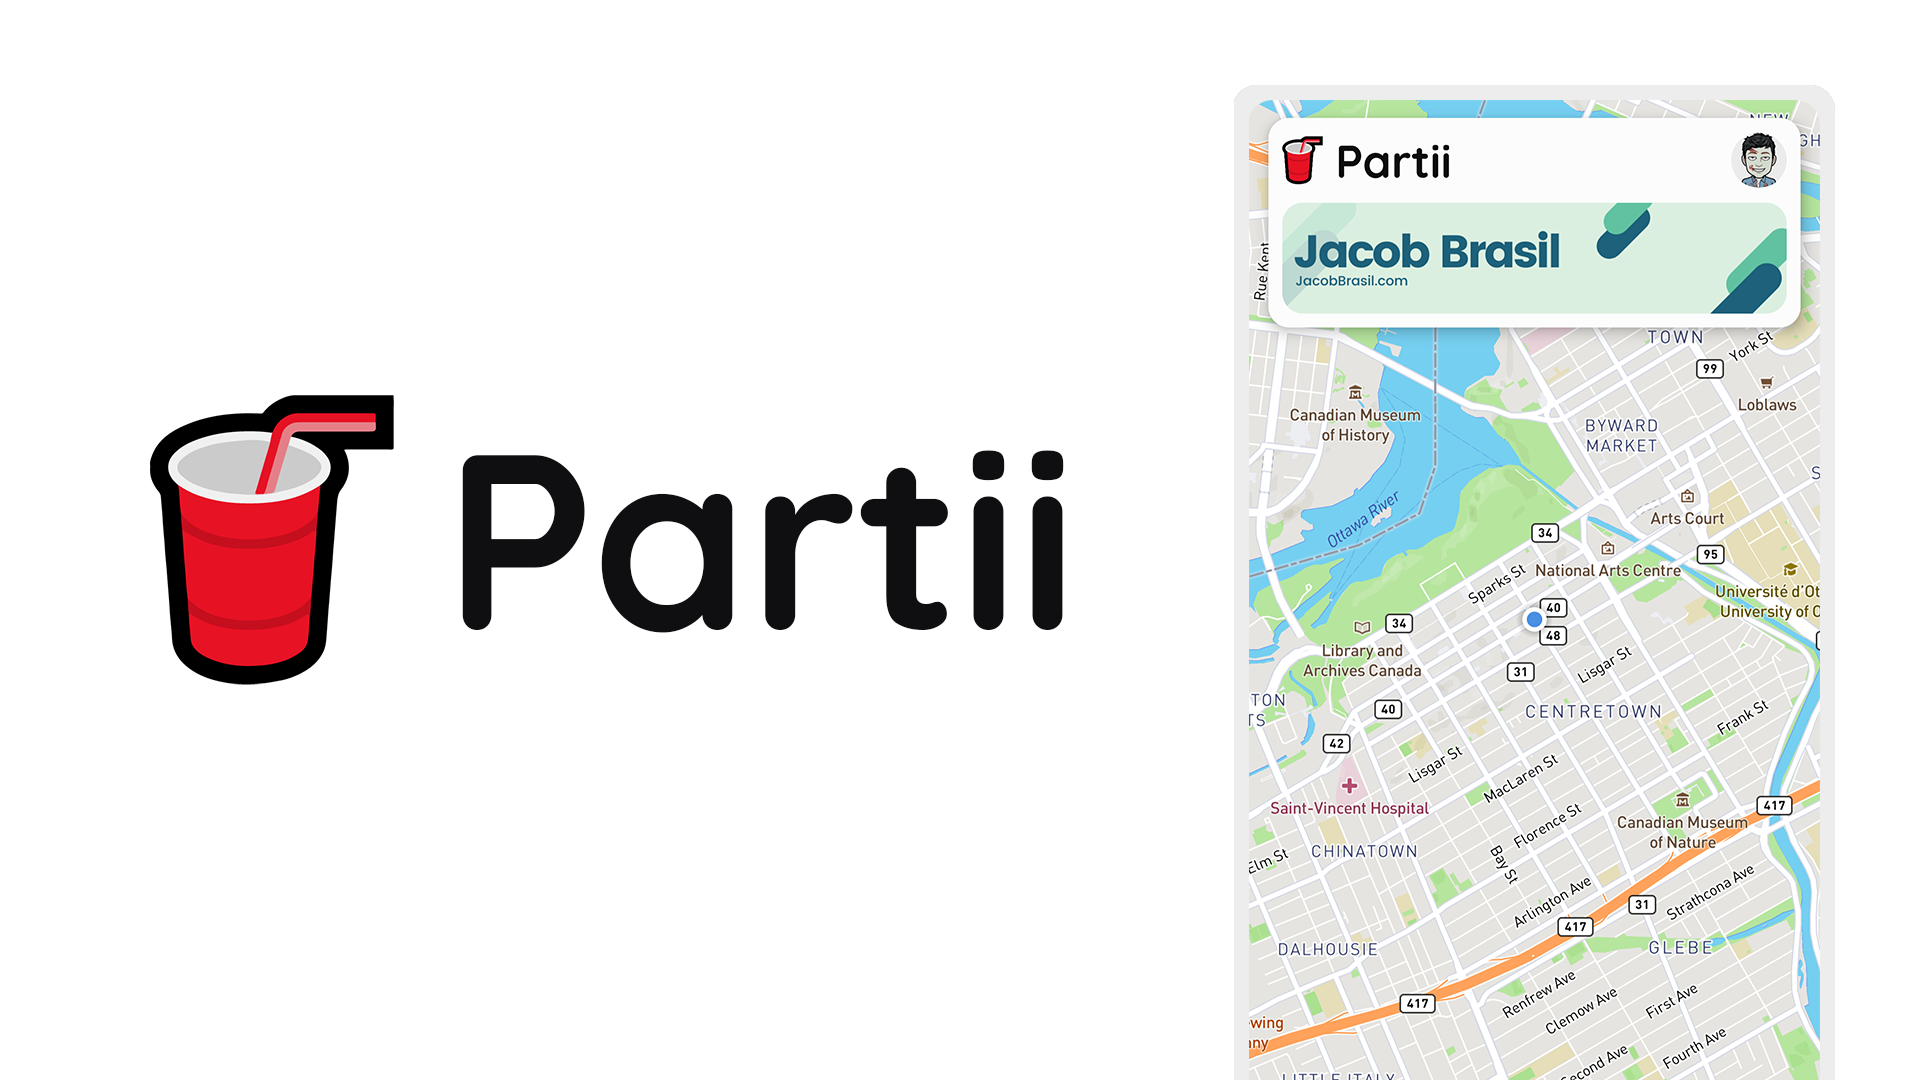 Partii
Partii
Jacob Brasil
JacobBrasil.com
NEW
Rue Kent
TOWN
York St
99
Loblaws
Canadian Museum
of History
BYWARD
MARKET
Ottawa River
Arts Court
34
95
National Arts Centre
Sparks St
Université d'Ot
University of O
40
34
48
Library and
Archives Canada
Lisgar St
31
TON
TS
40
CENTRETOWN
Frank St
42
Lisgar St
MacLaren St
Saint-Vincent Hospital
417
Florence St
Canadian Museum
of Nature
Elm St
CHINATOWN
Bay St
Arlington Ave
Strathcona Ave
31
417
DALHOUSIE
GLEBE
Renfrew Ave
417
Clemow Ave
First Ave
ewing
any
Fourth Ave
Second Ave
LITTLE ITALY